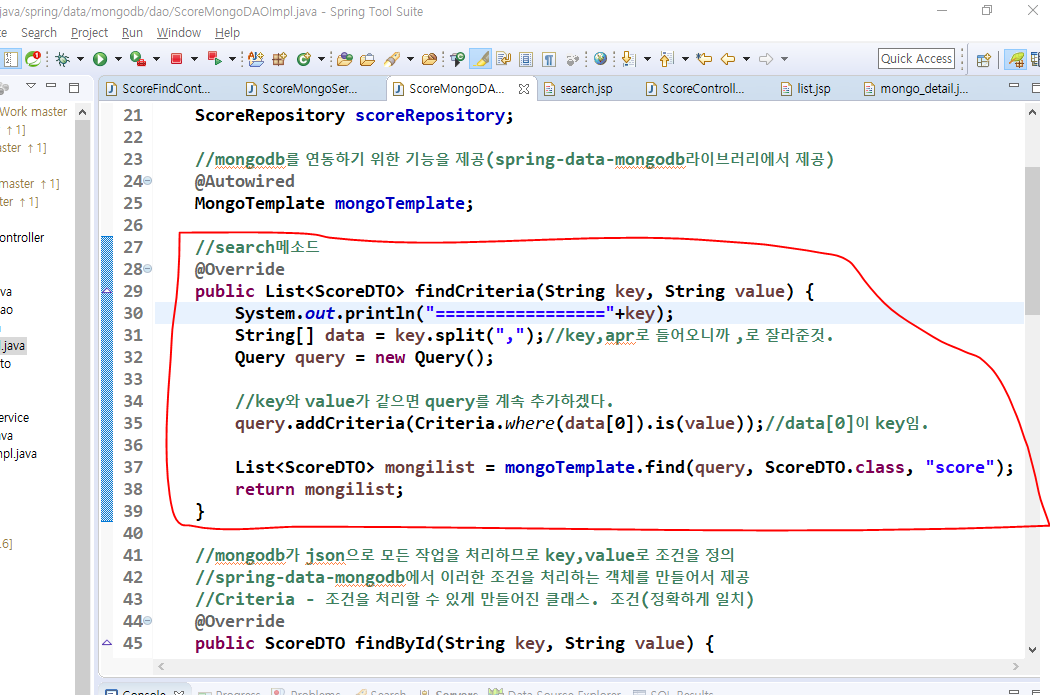 java/spring/data/mongodb/dao/ScoreMongoDAOImpl.java - Spring Tool Suite
Search Project Run Window Help
Quick Access
ScoreFindCont... ScoreMongoSer... ScoreMongoDA... search.jsp ScoreControll... list.jsp mongo_detail.j...
Work master
↑1]
ster ↑1]
master ↑1]
ter ↑1]
ontroller
va
ao
.java
to
ervice
va
npl.java
.6]
21 ScoreRepository scoreRepository;
22
23 //mongodb를 연동하기 위한 기능을 제공(spring-data-mongodb라이브러리에서 제공)
24 @Autowired
25 MongoTemplate mongoTemplate;
26
27 //search메소드
28 @Override
29 public List<ScoreDTO> findCriteria(String key, String value) {
30 System.out.println("================="+key);
31 String[] data = key.split(",");//key,apr로 들어오니까 ,로 잘라준것.
32 Query query = new Query();
33
34 //key와 value가 같으면 query를 계속 추가하겠다.
35 query.addCriteria(Criteria.where(data[0]).is(value));//data[0]이 key임.
36
37 List<ScoreDTO> mongilist = mongoTemplate.find(query, ScoreDTO.class, "score");
38 return mongilist;
39 }
40
41 //mongodb가 json으로 모든 작업을 처리하므로 key,value로 조건을 정의
42 //spring-data-mongodb에서 이러한 조건을 처리하는 객체를 만들어서 제공
43 //Criteria - 조건을 처리할 수 있게 만들어진 클래스. 조건(정확하게 일치)
44 @Override
45 public ScoreDTO findById(String key, String value) {
Console Progress Problems Search Servers Data Source Explorer SQL Results